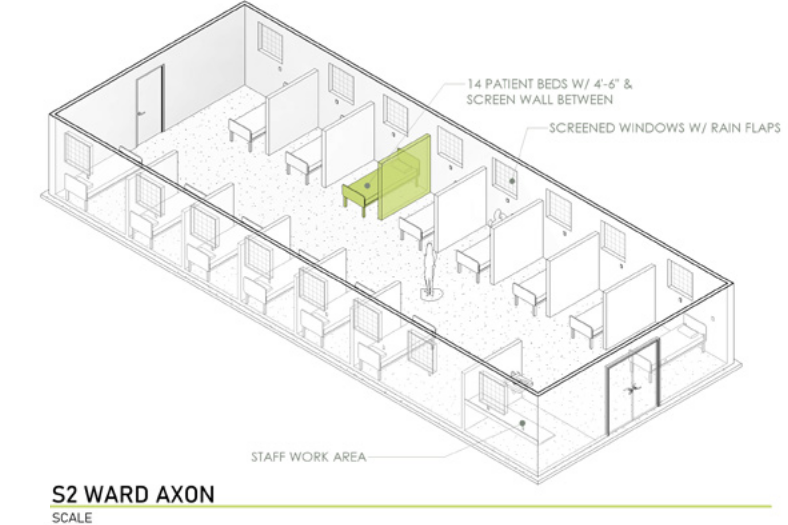 14 PATIENT BEDS W/ 4'-6" &
SCREEN WALL BETWEEN
SCREENED WINDOWS W/ RAIN FLAPS
STAFF WORK AREA
S2 WARD AXON
SCALE